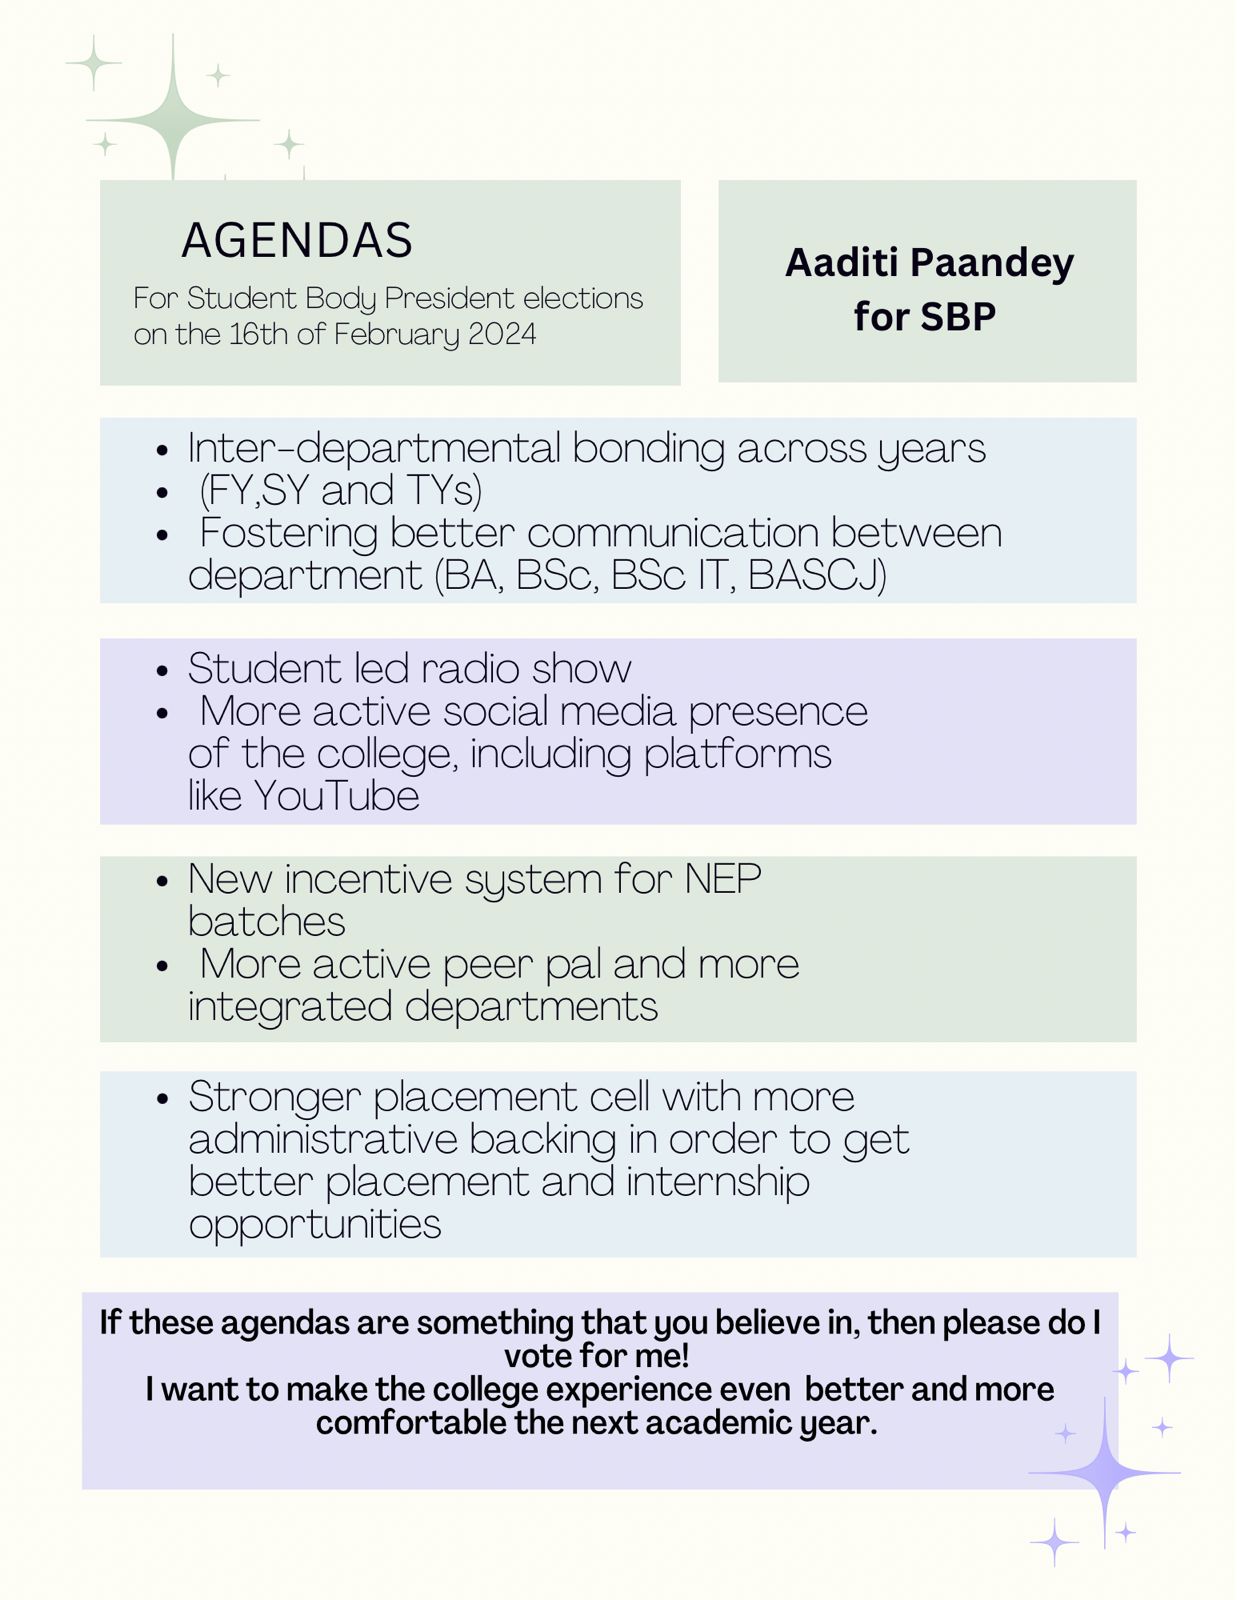 AGENDAS
For Student Body President elections
on the 16th of February 2024
Aaditi Paandey
for SBP
• Inter-departmental bonding across years
• (FY,SY and TYs)
• Fostering better communication between
department (BA, BSc, BSc IT, BASCJ)
• Student led radio show
• More active social media presence
of the college, including platforms
like YouTube
• New incentive system for NEP
batches
• More active peer pal and more
integrated departments
• Stronger placement cell with more
administrative backing in order to get
better placement and internship
opportunities
If these agendas are something that you believe in, then please do I
vote for me!
I want to make the college experience even  better and more
comfortable the next academic year.